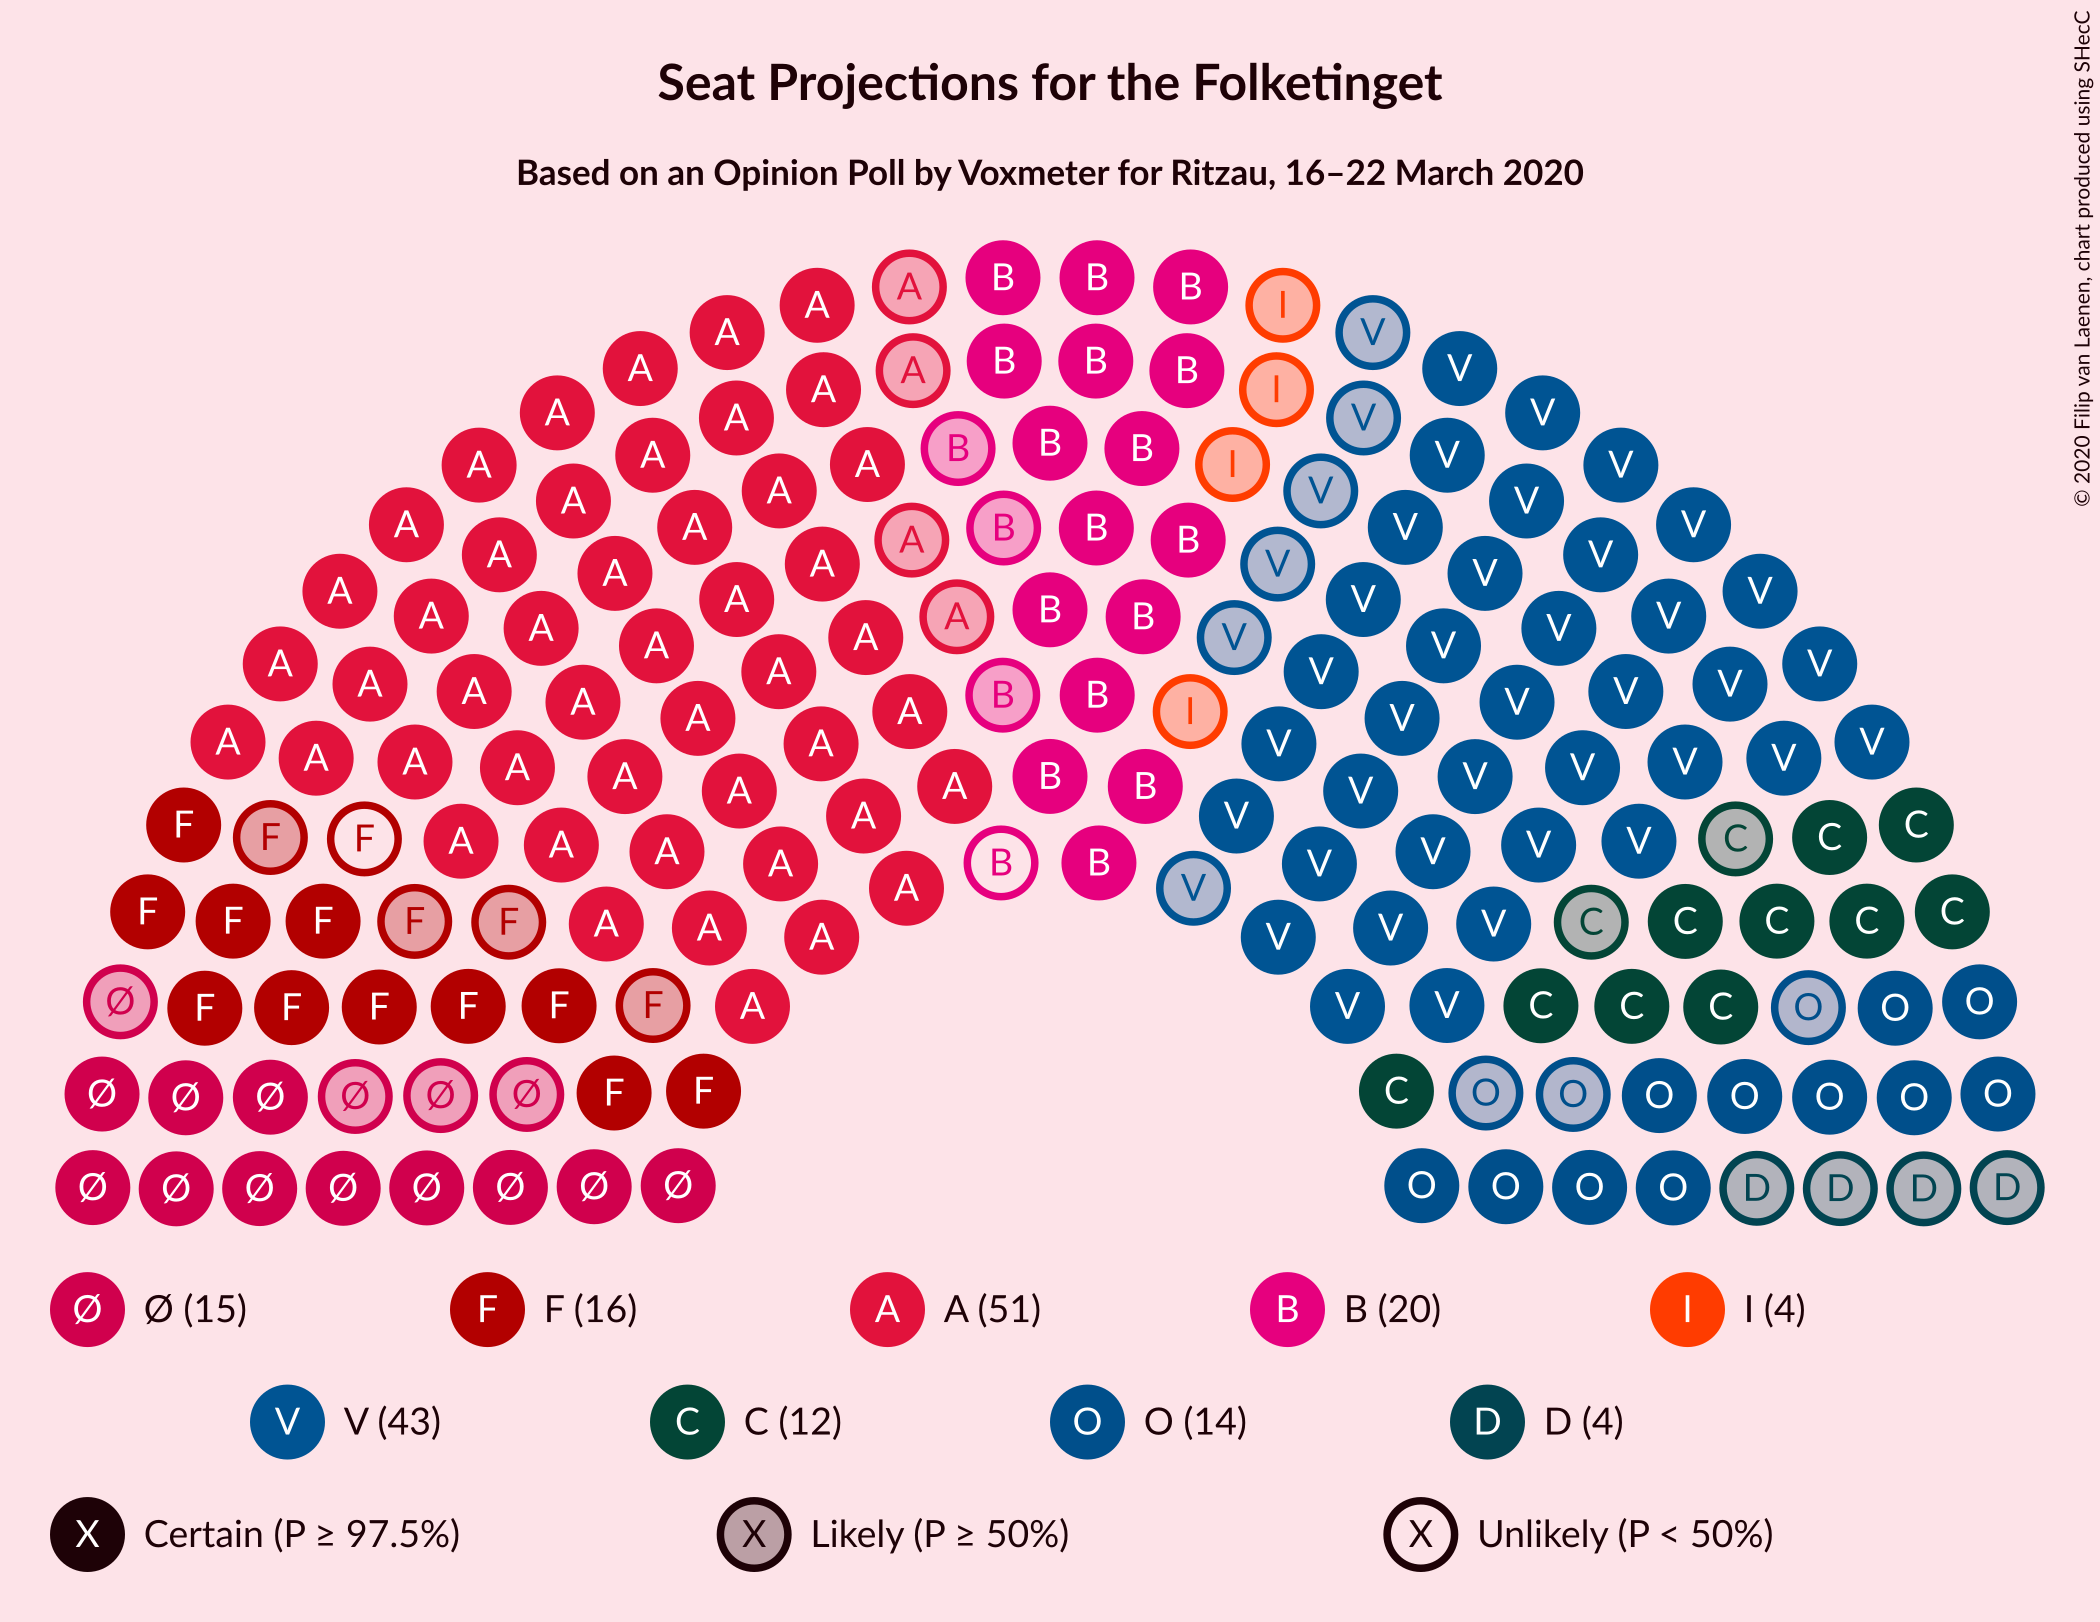 Seat Projections for the Folketinget
Based on an Opinion Poll by Voxmeter for Ritzau, 16–22 March 2020
© 2020 Filip van Laenen, chart produced using SHecC
A B B B I
A A V V
A A B B B I V V
A A V V
A A A B B B I V V V
A A A A V V V V
A A A A B B B V V V V
A A A A A V V V V V
A A A A A B B V V V V V
A A A A A V V V V V
A A A A A B B I V V V V
A A A A A A V V V V V V
A A A A A B B V V V V
F F F A A A A A B B V V V V V C C C
F F F F F A A A V V V C C C C C
Ø F F F F F F A V V C C C O O O
Ø Ø Ø Ø Ø Ø F F C O O O O O O O
Ø Ø Ø Ø Ø Ø Ø Ø O O O O D D D D
Ø Ø (15) F F (16) A A (51) B B (20) I I (4)
V V (43) C C (12) O O (14) D D (4)
X Certain (P ≥ 97.5%) X Likely (P ≥ 50%) X Unlikely (P < 50%)